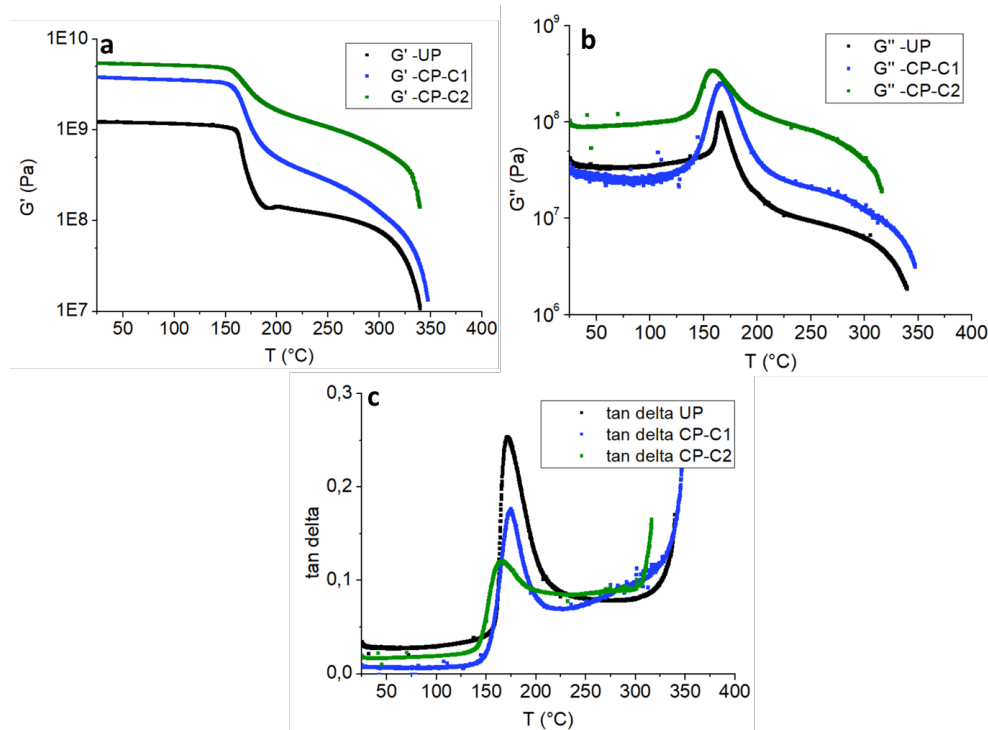 a
G' -UP
G' -CP-C1
G' -CP-C2
1E10
1E9
1E8
1E7
G' (Pa)
50 100 150 200 250 300 350 400
T (°C)
b
G'' -UP
G'' -CP-C1
G'' -CP-C2
10⁹
10⁸
10⁷
10⁶
G'' (Pa)
50 100 150 200 250 300 350 400
T (°C)
c
tan delta UP
tan delta CP-C1
tan delta CP-C2
0,3
0,2
0,1
0,0
tan delta
50 100 150 200 250 300 350 400
T (°C)